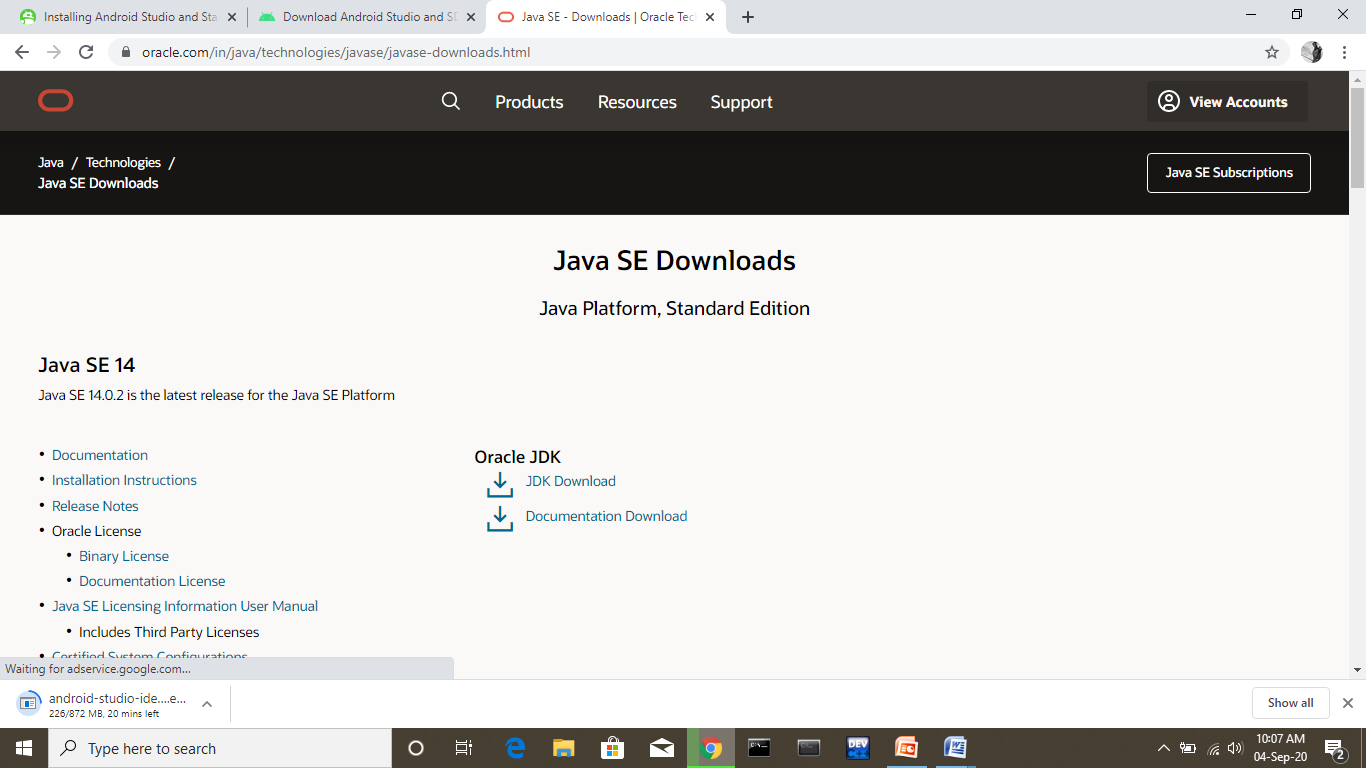 Installing Android Studio and Sta
Download Android Studio and SD
Java SE - Downloads | Oracle Tec
oracle.com/in/java/technologies/javase/javase-downloads.html
Products
Resources
Support
View Accounts
Java / Technologies /
Java SE Downloads
Java SE Subscriptions
Java SE Downloads
Java Platform, Standard Edition
Java SE 14
Java SE 14.0.2 is the latest release for the Java SE Platform
• Documentation
• Installation Instructions
• Release Notes
• Oracle License
• Binary License
• Documentation License
• Java SE Licensing Information User Manual
• Includes Third Party Licenses
• Certified System Configurations
Oracle JDK
JDK Download
Documentation Download
Waiting for adservice.google.com...
android-studio-ide....e...
226/872 MB, 20 mins left
Show all
Type here to search
DEV
C++
10:07 AM
04-Sep-20
2